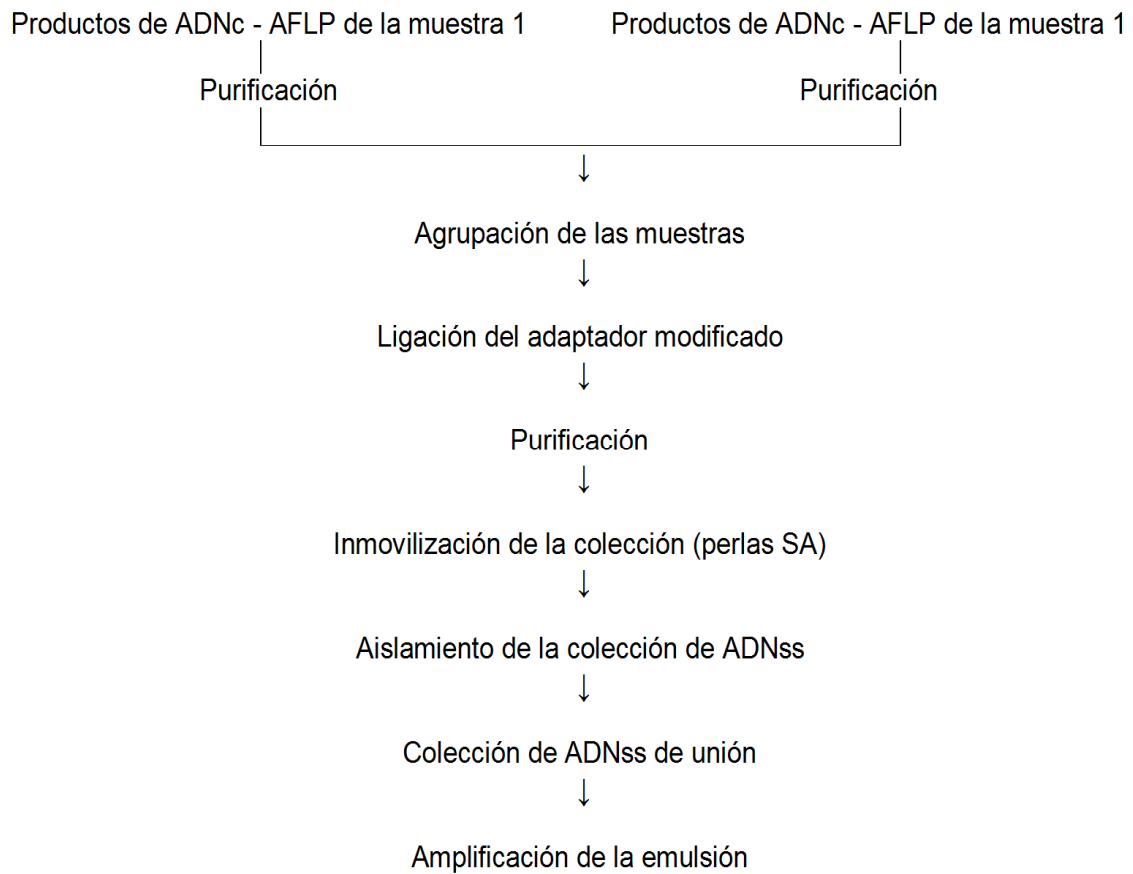 Productos de ADNc - AFLP de la muestra 1 Productos de ADNc - AFLP de la muestra 1
Purificación Purificación
Agrupación de las muestras
Ligación del adaptador modificado
Purificación
Inmovilización de la colección (perlas SA)
Aislamiento de la colección de ADNss
Colección de ADNss de unión
Amplificación de la emulsión